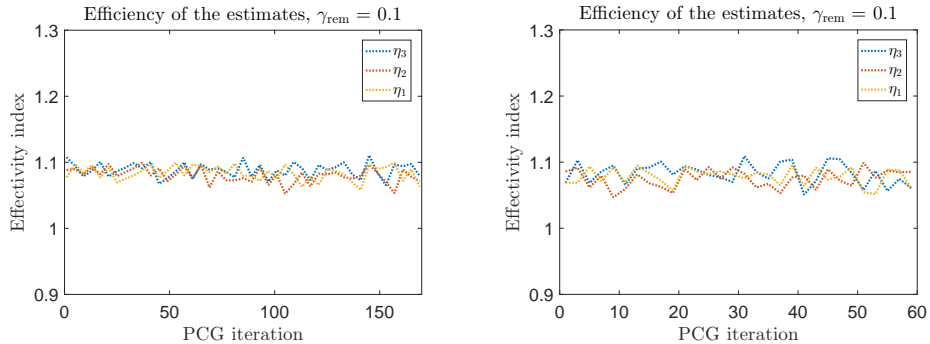 Efficiency of the estimates, γrem = 0.1
1.3
1.2
1.1
1
0.9
Effectivity index
η3
η2
η1
0
50
100
150
PCG iteration
Efficiency of the estimates, γrem = 0.1
1.3
1.2
1.1
1
0.9
Effectivity index
η3
η2
η1
0
10
20
30
40
50
60
PCG iteration